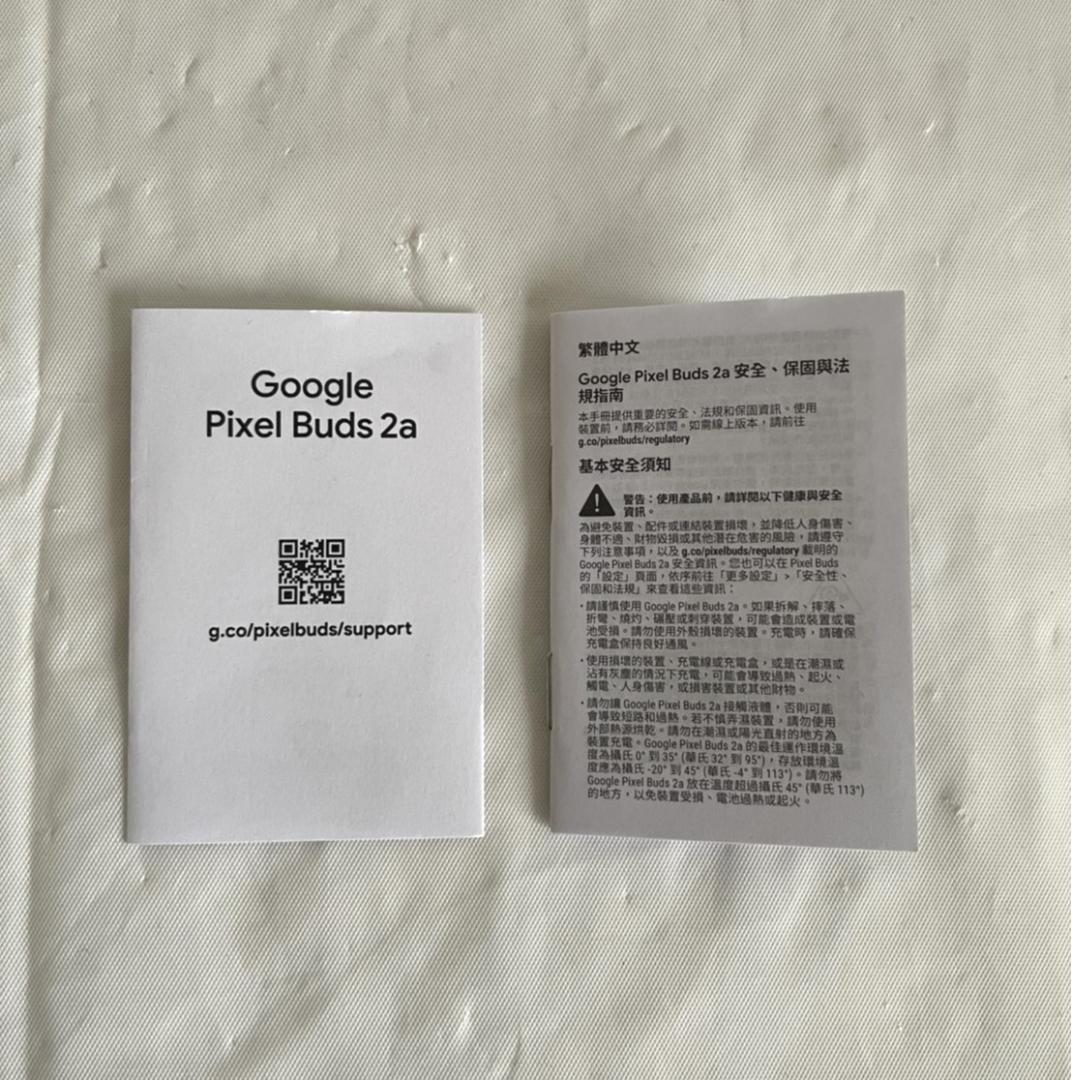 Google
Pixel Buds 2a
g.co/pixelbuds/support
繁體中文
Google Pixel Buds 2a 安全、保固與法
規指南
本手冊提供重要的安全、法規和保固資訊。使用
裝置前，請務必詳閱。如需線上版本，請前往
g.co/pixelbuds/regulatory
基本安全須知
警告：使用產品前，請詳閱以下健康與安全
資訊。
為避免裝置、配件或連結裝置損壞，並降低人身傷害、
身體不適、財物毀損或其他潛在危害的風險，請遵守
下列注意事項，以及 g.co/pixelbuds/regulatory 載明的
Google Pixel Buds 2a 安全資訊。您也可以在 Pixel Buds
的「設定」頁面，依序前往「更多設定」>「安全性、
保固和法規」來查看這些資訊：
・請謹慎使用 Google Pixel Buds 2a。如果拆解、摔落、
折彎、燒灼、碾壓或刺穿裝置，可能會造成裝置或電
池受損。請勿使用外殼損壞的裝置。充電時，請確保
充電盒保持良好通風。
・使用損壞的裝置、充電線或充電盒，或是在潮濕或
沾有灰塵的情況下充電，可能會導致過熱、起火、
觸電、人身傷害，或損害裝置或其他財物。
・請勿讓 Google Pixel Buds 2a 接觸液體，否則可能
會導致短路和過熱。若不慎弄濕裝置，請勿使用
外部熱源烘乾。請勿在潮濕或陽光直射的地方為
裝置充電。Google Pixel Buds 2a 的最佳運作環境溫
度為攝氏 0° 到 35° (華氏 32° 到 95°)，存放環境溫
度應為攝氏 -20° 到 45° (華氏 -4° 到 113°)。請勿將
Google Pixel Buds 2a 放在溫度超過攝氏 45° (華氏 113°)
的地方，以免裝置受損、電池過熱或起火。